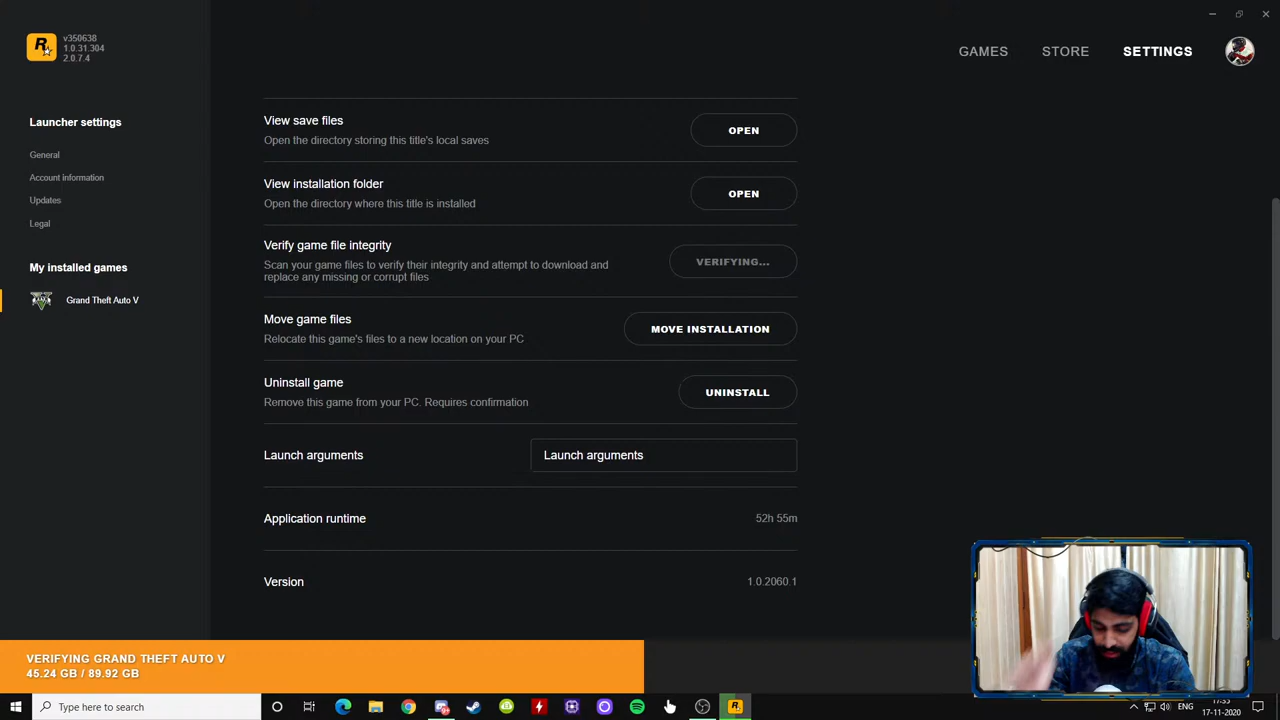 v350638
1.0.31.304
2.0.7.4
GAMES
STORE
SETTINGS
Launcher settings
General
Account information
Updates
Legal
My installed games
Grand Theft Auto V
View save files
Open the directory storing this title's local saves
OPEN
View installation folder
Open the directory where this title is installed
OPEN
Verify game file integrity
Scan your game files to verify their integrity and attempt to download and
replace any missing or corrupt files
VERIFYING...
Move game files
Relocate this game's files to a new location on your PC
MOVE INSTALLATION
Uninstall game
Remove this game from your PC. Requires confirmation
UNINSTALL
Launch arguments
Launch arguments
Application runtime
52h 55m
Version
1.0.2060.1
VERIFYING GRAND THEFT AUTO V
45.24 GB / 89.92 GB
Type here to search
ENG
17-11-2020